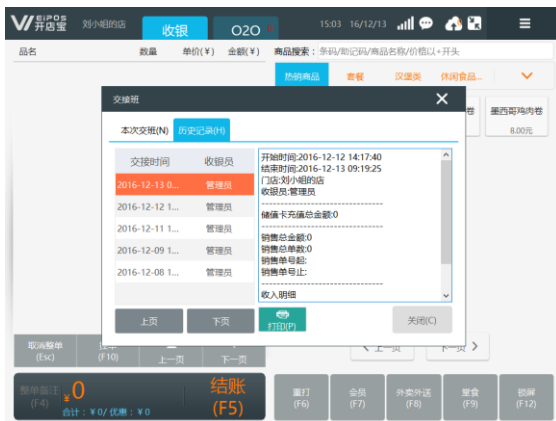 EiPOS
开店宝
刘小姐的店
收银
O2O
15:03 16/12/13
品名 数量 单价(¥) 金额(¥)
商品搜索: 条码/助记码/商品名称/价格以+开头
热销商品 套餐 汉堡类 休闲食品...
交接班
卷
墨西哥鸡肉卷
8.00元
本次交班(N) 历史记录(H)
交接时间 收银员
2016-12-13 0... 管理员
2016-12-12 1... 管理员
2016-12-11 1... 管理员
2016-12-09 1... 管理员
2016-12-08 1... 管理员
开始时间:2016-12-12 14:17:40
结束时间:2016-12-13 09:19:25
门店:刘小姐的店
收银员:管理员
--------------------------------
储值卡充值总金额:0
--------------------------------
销售总金额:0
销售总单数:0
销售单号起:
销售单号止:
--------------------------------
收入明细
上页 下页 打印(P) 关闭(C)
取消整单
(Esc)
(F10)
上一页 下一页
上一页 下一页
整单备注
(F4)
¥0
合计:¥0/ 优惠:¥0
结账
(F5)
重打
(F6)
会员
(F7)
外卖外送
(F8)
堂食
(F9)
锁屏
(F12)